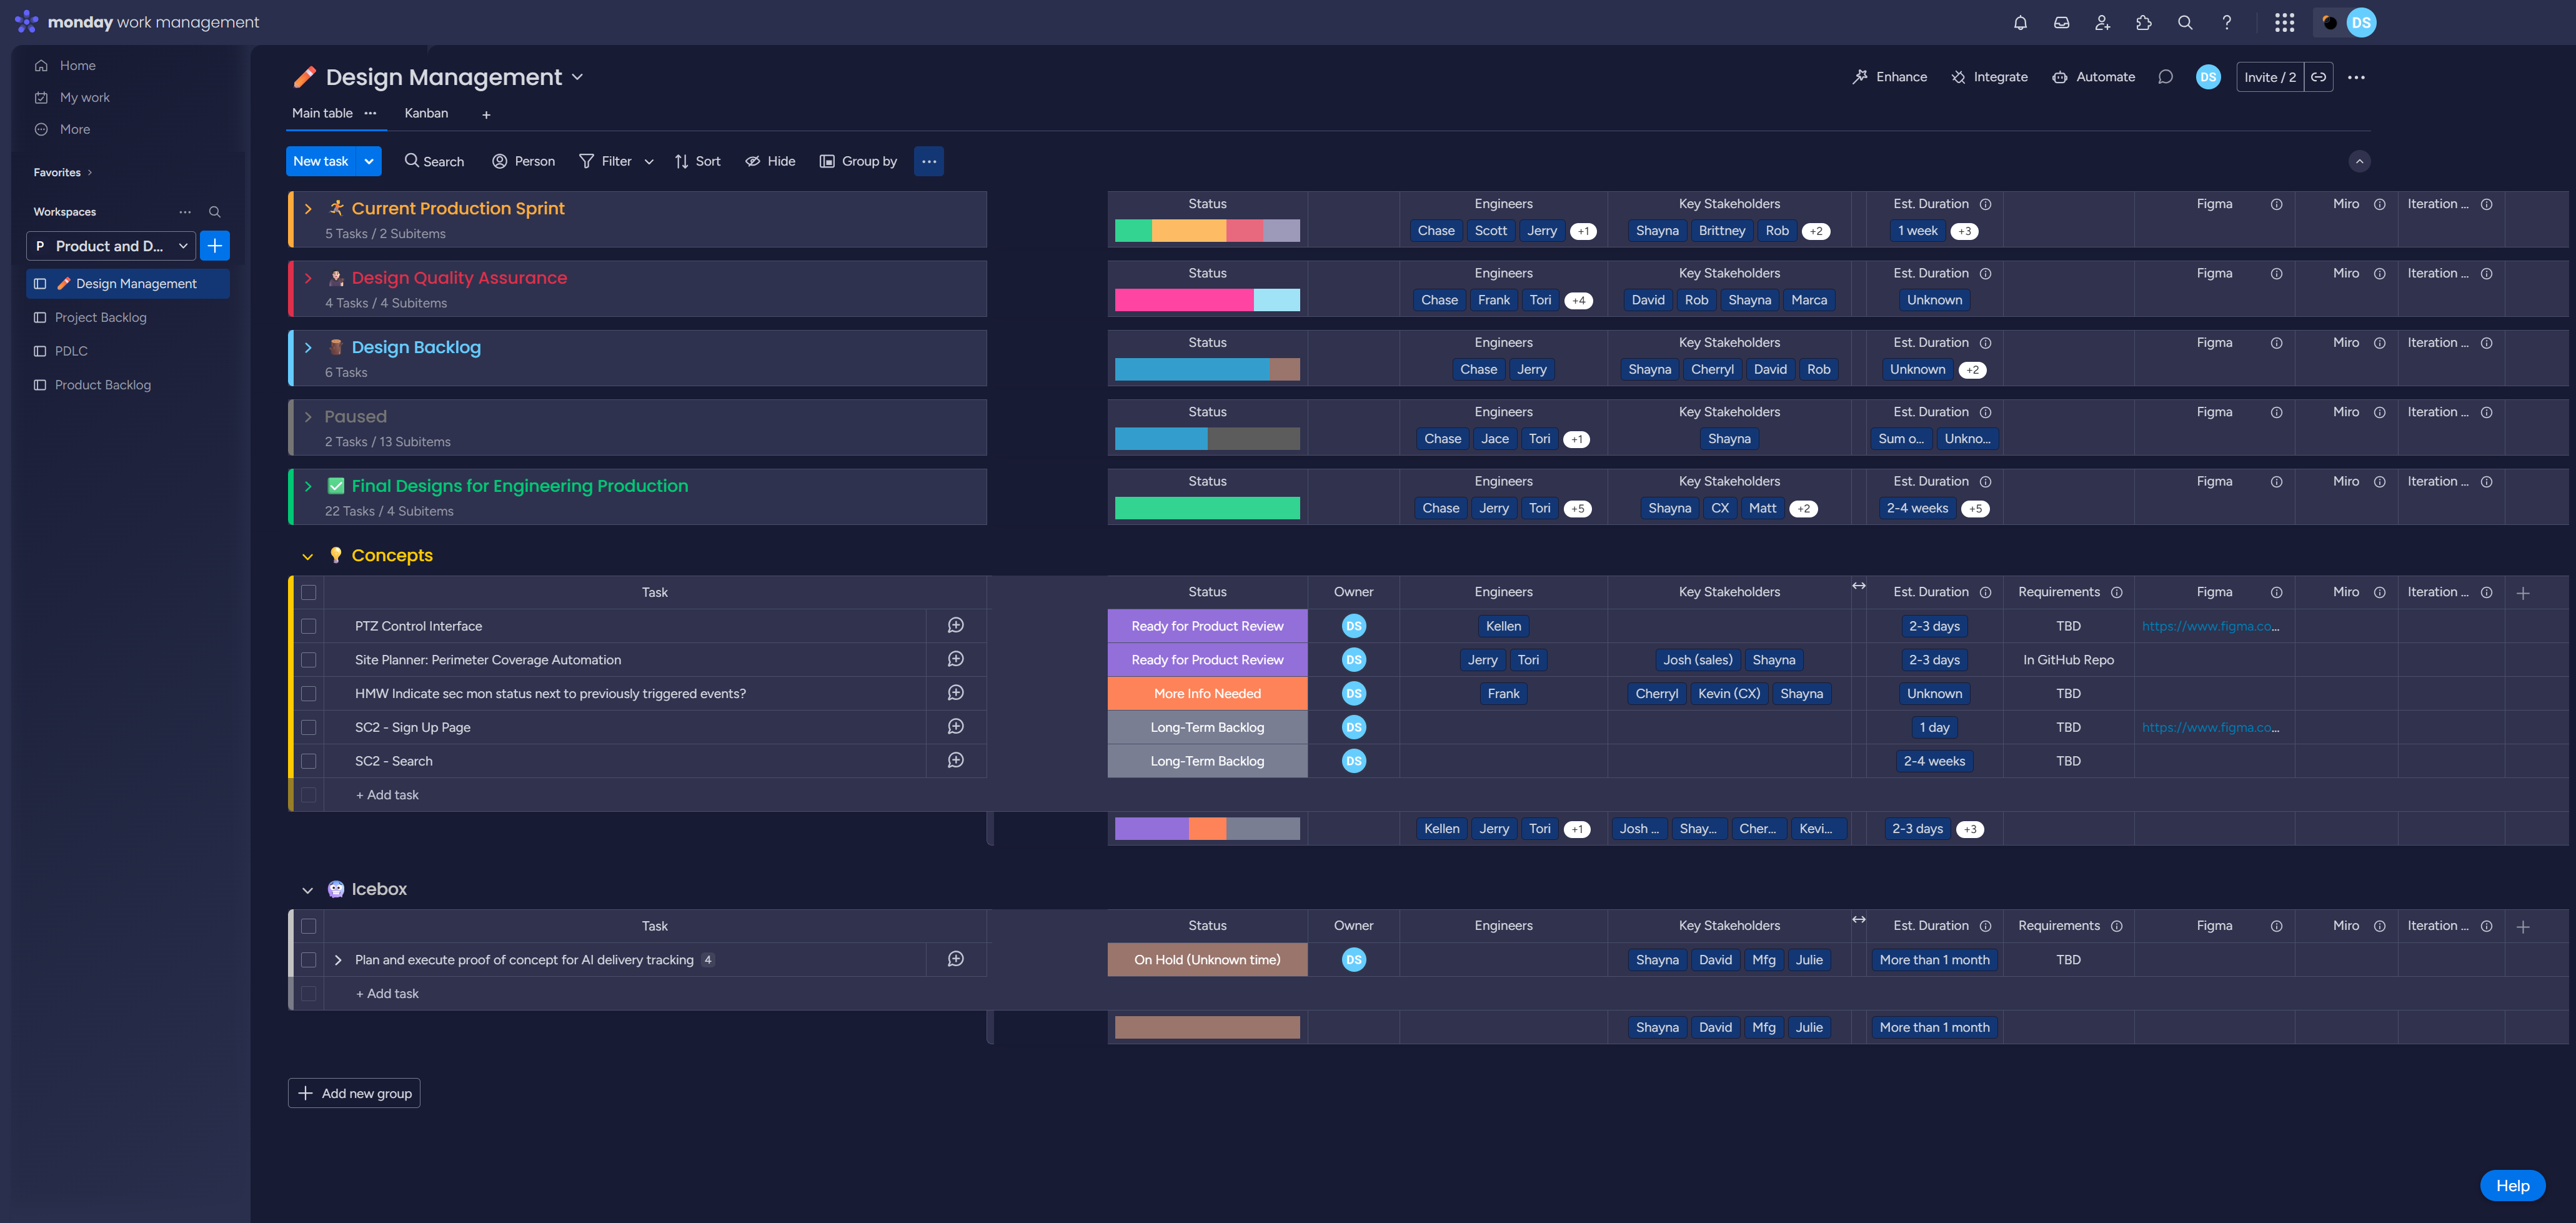 monday work management
DS
Home
My work
More
Favorites
Workspaces
P Product and D...
Design Management
Project Backlog
PDLC
Product Backlog
Design Management
Enhance Integrate Automate DS Invite / 2
Main table Kanban
New task Search Person Filter Sort Hide Group by
Current Production Sprint
5 Tasks / 2 Subitems
Status Engineers Key Stakeholders Est. Duration Figma Miro Iteration ...
Chase Scott Jerry +1 Shayna Brittney Rob +2 1 week +3
Design Quality Assurance
4 Tasks / 4 Subitems
Status Engineers Key Stakeholders Est. Duration Figma Miro Iteration ...
Chase Frank Tori +4 David Rob Shayna Marca Unknown
Design Backlog
6 Tasks
Status Engineers Key Stakeholders Est. Duration Figma Miro Iteration ...
Chase Jerry Shayna Cherryl David Rob Unknown +2
Paused
2 Tasks / 13 Subitems
Status Engineers Key Stakeholders Est. Duration Figma Miro Iteration ...
Chase Jace Tori +1 Shayna Sum o... Unkno...
Final Designs for Engineering Production
22 Tasks / 4 Subitems
Status Engineers Key Stakeholders Est. Duration Figma Miro Iteration ...
Chase Jerry Tori +5 Shayna CX Matt +2 2-4 weeks +5
Concepts
Task Status Owner Engineers Key Stakeholders Est. Duration Requirements Figma Miro Iteration ...
PTZ Control Interface Ready for Product Review DS Kellen 2-3 days TBD https://www.figma.co...
Site Planner: Perimeter Coverage Automation Ready for Product Review DS Jerry Tori Josh (sales) Shayna 2-3 days In GitHub Repo
HMW Indicate sec mon status next to previously triggered events? More Info Needed DS Frank Cherryl Kevin (CX) Shayna Unknown TBD
SC2 - Sign Up Page Long-Term Backlog DS 1 day TBD https://www.figma.co...
SC2 - Search Long-Term Backlog DS 2-4 weeks TBD
+ Add task
Kellen Jerry Tori +1 Josh ... Shay... Cher... Kevi... 2-3 days +3
Icebox
Task Status Owner Engineers Key Stakeholders Est. Duration Requirements Figma Miro Iteration ...
Plan and execute proof of concept for AI delivery tracking 4 On Hold (Unknown time) DS Shayna David Mfg Julie More than 1 month TBD
+ Add task
Shayna David Mfg Julie More than 1 month
Add new group
Help